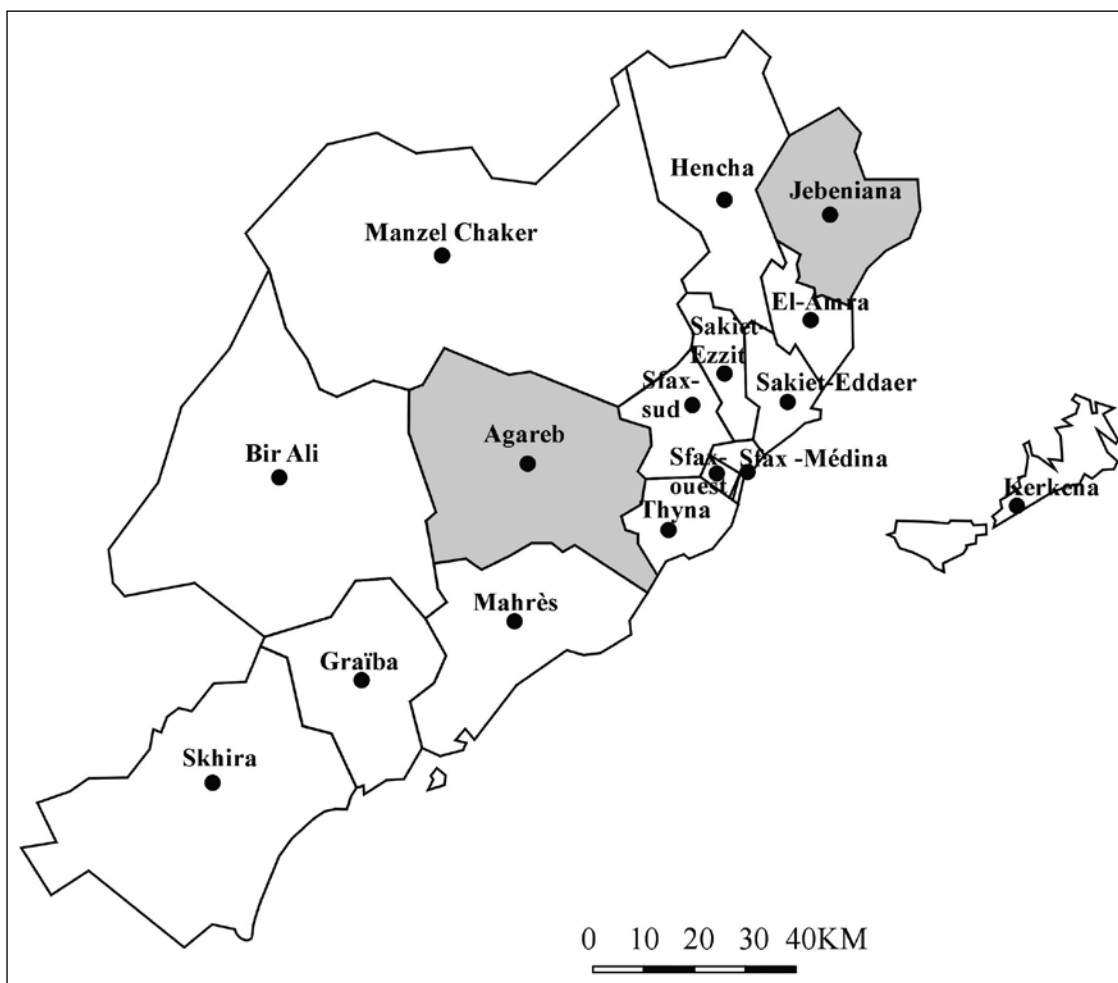 Hencha
Jebeniana
Manzel Chaker
El-Amra
Sakiet-
Ezzit
Sfax-
sud
Sakiet-Eddaer
Agareb
Bir Ali
Sfax-
ouest
Sfax -Médina
Kerkena
Thyna
Mahrès
Graïba
Skhira
0 10 20 30 40KM